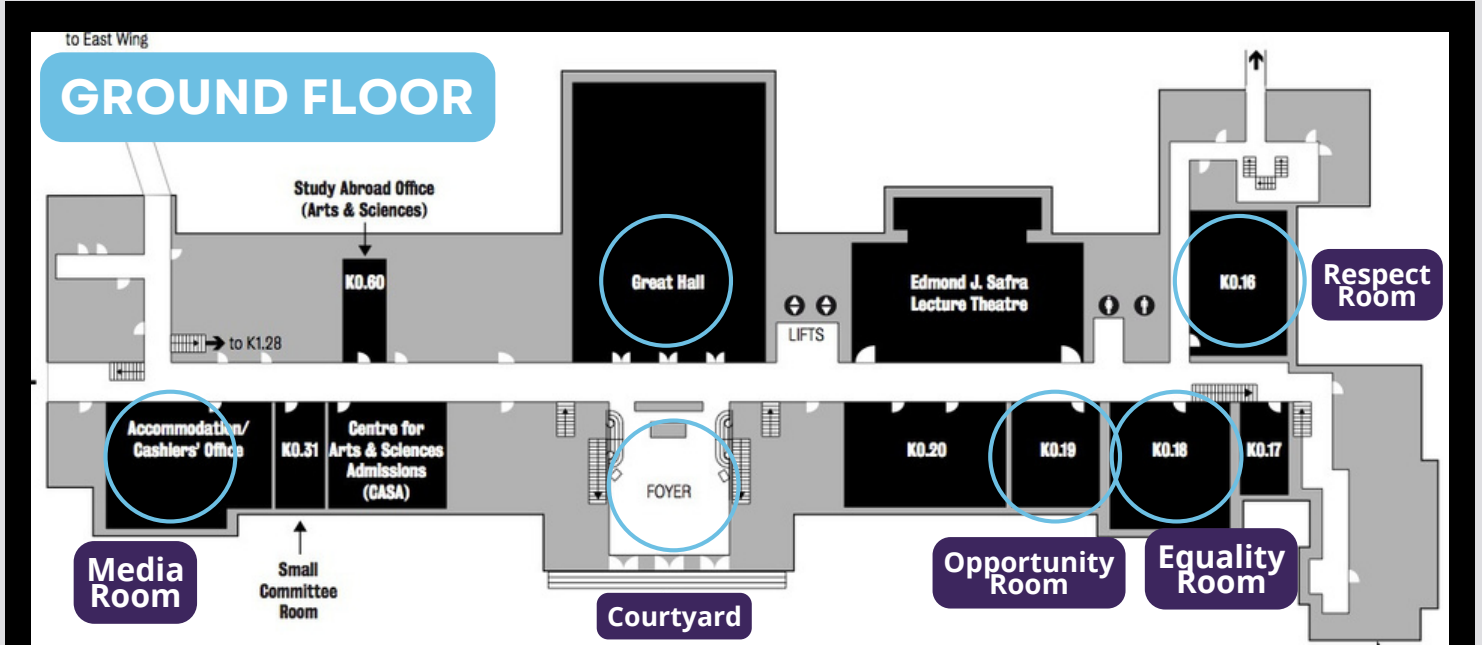 to East Wing
GROUND FLOOR
Study Abroad Office
(Arts & Sciences)
K0.60
Great Hall
Edmond J. Safra
Lecture Theatre
K0.16
Respect
Room
LIFTS
to K1.28
Accommodation/
Cashiers' Office
K0.31
Centre for
Arts & Sciences
Admissions
(CASA)
FOYER
K0.20
K0.19
K0.18
K0.17
Media
Room
Small
Committee
Room
Courtyard
Opportunity
Room
Equality
Room